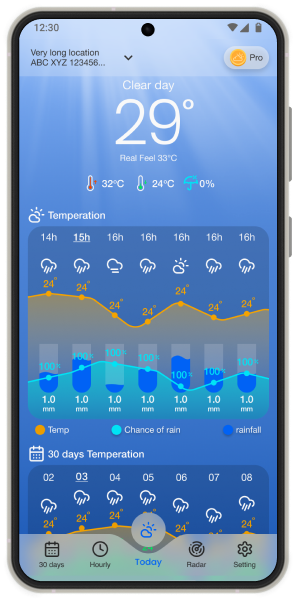 12:30
Very long location
ABC XYZ 123456...
Pro
Clear day
29°
Real Feel 33°C
32°C 24°C 0%
Temperation
14h 15h 16h 16h 16h 16h 16h
24° 24° 24° 24° 24° 24° 24°
100% 100% 100% 100% 100% 100% 100%
1.0 1.0 1.0 1.0 1.0 1.0 1.0
mm mm mm mm mm mm mm
Temp Chance of rain rainfall
30 days Temperation
02 03 04 05 06 07 08
24° 24° 24° 24° 24° 24°
30 days Hourly Today Radar Setting